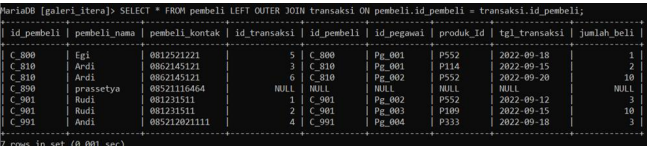 MariaDB [galeri_itera]> SELECT * FROM pembeli LEFT OUTER JOIN transaksi ON pembeli.id_pembeli = transaksi.id_pembeli;
| id_pembeli | pembeli_nama | pembeli_kontak | id_transaksi | id_pembeli | id_pegawai | produk_Id | tgl_transaksi | jumlah_beli |
| C_800 | Egi | 0812521221 | 5 | C_800 | Pg_001 | P552 | 2022-09-18 | 1 |
| C_810 | Ardi | 0862145121 | 3 | C_810 | Pg_001 | P114 | 2022-09-15 | 2 |
| C_810 | Ardi | 0862145121 | 6 | C_810 | Pg_002 | P552 | 2022-09-20 | 10 |
| C_890 | prassetya | 08521116464 | NULL | NULL | NULL | NULL | NULL | NULL |
| C_901 | Rudi | 081231511 | 1 | C_901 | Pg_002 | P552 | 2022-09-12 | 3 |
| C_901 | Rudi | 081231511 | 2 | C_901 | Pg_003 | P109 | 2022-09-15 | 10 |
| C_991 | Andi | 085212021111 | 4 | C_991 | Pg_004 | P333 | 2022-09-18 | 3 |
7 rows in set (0.001 sec)